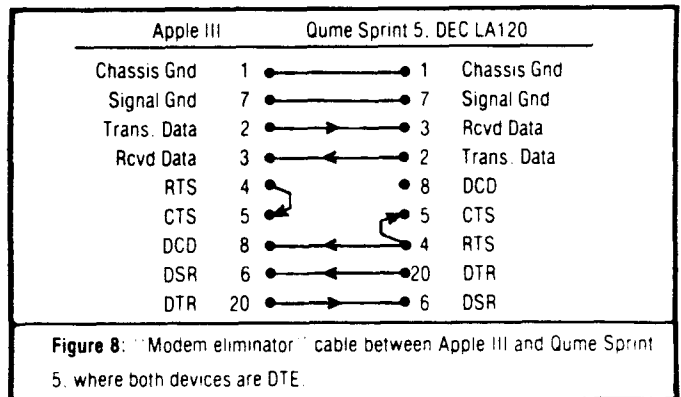 Apple III Qume Sprint 5. DEC LA120
Chassis Gnd 1 1 Chassis Gnd
Signal Gnd 7 7 Signal Gnd
Trans. Data 2 3 Rcvd Data
Rcvd Data 3 2 Trans. Data
RTS 4 8 DCD
CTS 5 5 CTS
DCD 8 4 RTS
DSR 6 20 DTR
DTR 20 6 DSR
Figure 8: "Modem eliminator" cable between Apple III and Qume Sprint
5. where both devices are DTE.